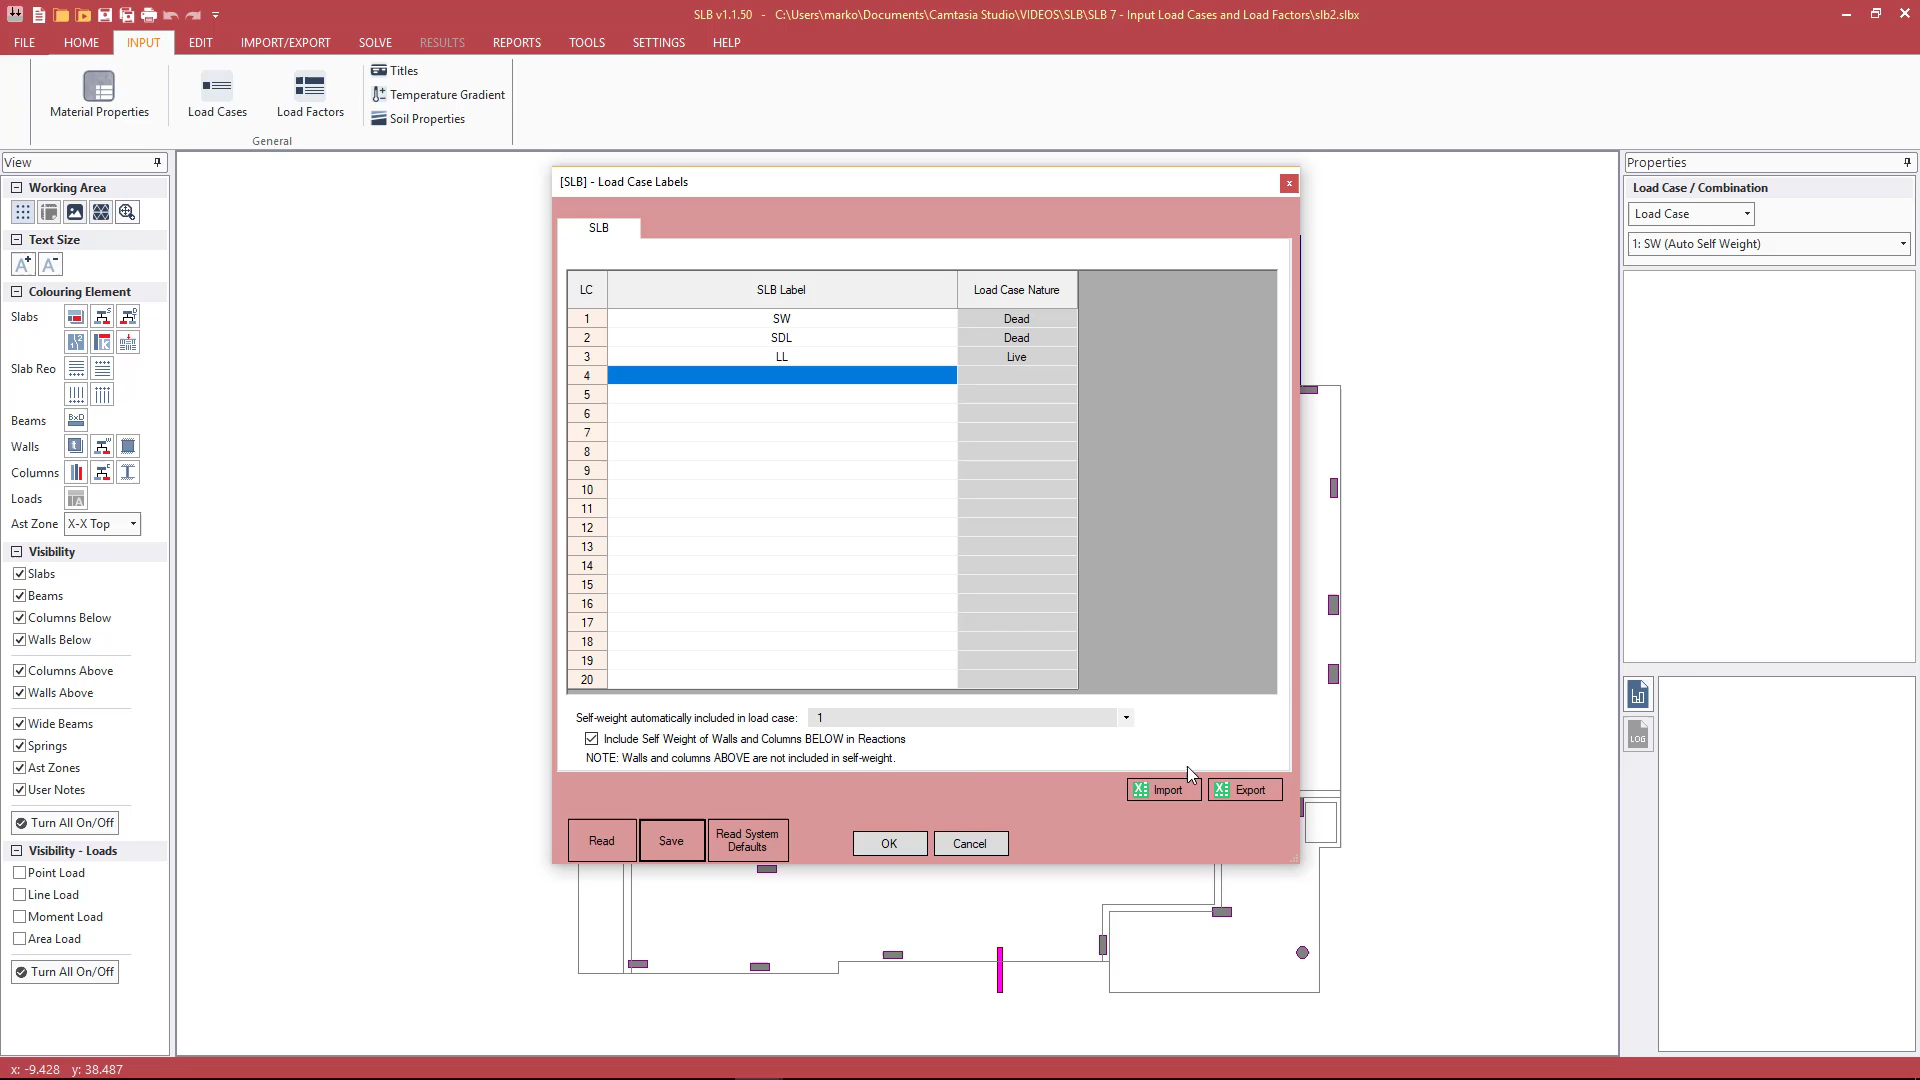 SLB v1.1.50 - C:\Users\marko\Documents\Camtasia Studio\VIDEOS\SLB\SLB 7 - Input Load Cases and Load Factors\slb2.slbx
FILE HOME INPUT EDIT IMPORT/EXPORT SOLVE RESULTS REPORTS TOOLS SETTINGS HELP
Material Properties
Load Cases
Load Factors
Titles
Temperature Gradient
Soil Properties
General
View
Working Area
Text Size
A+ A-
Colouring Element
Slabs
Slab Reo
Beams BxD
Walls
Columns
Loads
Ast Zone X-X Top
Visibility
Slabs
Beams
Columns Below
Walls Below
Columns Above
Walls Above
Wide Beams
Springs
Ast Zones
User Notes
Turn All On/Off
Visibility - Loads
Point Load
Line Load
Moment Load
Area Load
Turn All On/Off
[SLB] - Load Case Labels
x
SLB
LC SLB Label Load Case Nature
1 SW Dead
2 SDL Dead
3 LL Live
4
5
6
7
8
9
10
11
12
13
14
15
16
17
18
19
20
Self-weight automatically included in load case: 1
Include Self Weight of Walls and Columns BELOW in Reactions
NOTE: Walls and columns ABOVE are not included in self-weight.
Import Export
Read Save Read System Defaults OK Cancel
Properties
Load Case / Combination
Load Case
1: SW (Auto Self Weight)
LOG
x: -9.428 y: 38.487